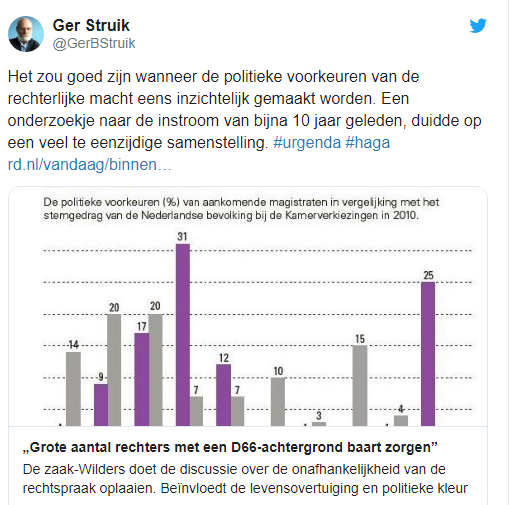 Ger Struik
@GerBStruik
Het zou goed zijn wanneer de politieke voorkeuren van de
rechterlijke macht eens inzichtelijk gemaakt worden. Een
onderzoekje naar de instroom van bijna 10 jaar geleden, duidde op
een veel te eenzijdige samenstelling. #urgenda #haga
rd.nl/vandaag/binnen…
De politieke voorkeuren (%) van aankomende magistraten in vergelijking met het
stemgedrag van de Nederlandse bevolking bij de Kamerverkiezingen in 2010.
31
25
20 20
17
14 15
12
9 10
7 7
3 4
„Grote aantal rechters met een D66-achtergrond baart zorgen”
De zaak-Wilders doet de discussie over de onafhankelijkheid van de
rechtspraak oplaaien. Beïnvloedt de levensovertuiging en politieke kleur